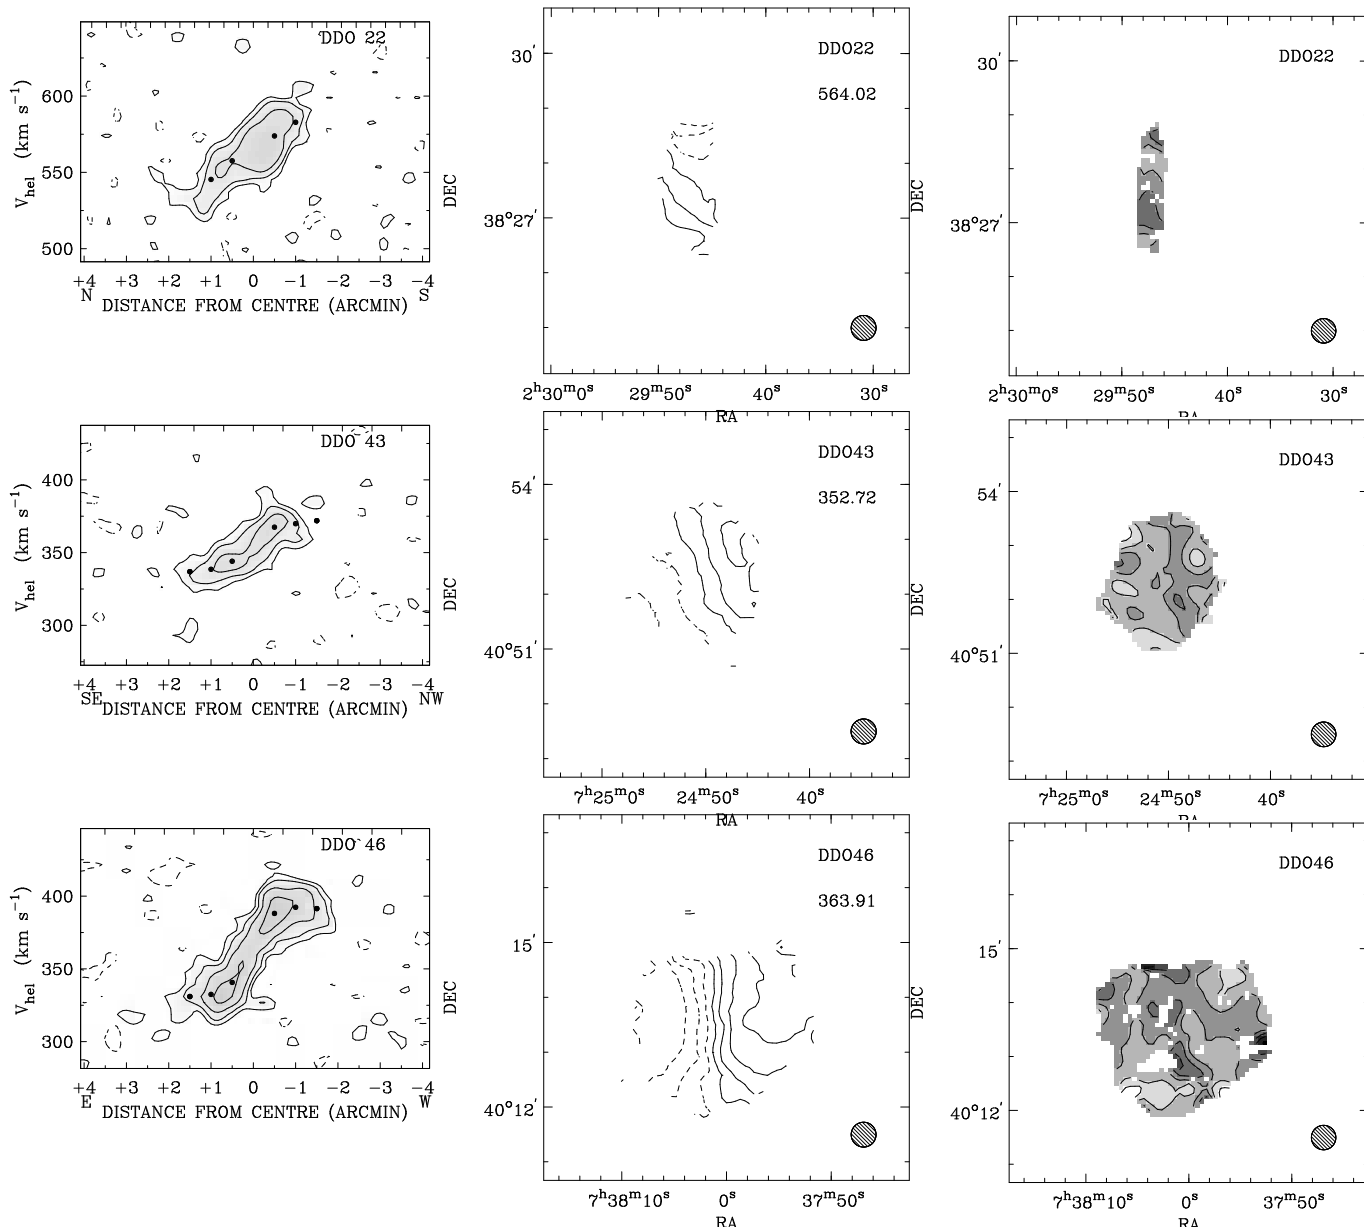 DDO 22
600
550
500
V_hel (km s⁻¹)
+4 +3 +2 +1 0 -1 -2 -3 -4
N DISTANCE FROM CENTRE (ARCMIN) S
DDO22
564.02
30′
38°27′
DEC
2ʰ30ᵐ0ˢ 29ᵐ50ˢ 40ˢ 30ˢ
RA
DDO22
30′
38°27′
DEC
2ʰ30ᵐ0ˢ 29ᵐ50ˢ 40ˢ 30ˢ
RA
DDO 43
400
350
300
V_hel (km s⁻¹)
+4 +3 +2 +1 0 -1 -2 -3 -4
SE DISTANCE FROM CENTRE (ARCMIN) NW
DDO43
352.72
54′
40°51′
DEC
7ʰ25ᵐ0ˢ 24ᵐ50ˢ 40ˢ
RA
DDO43
54′
40°51′
DEC
7ʰ25ᵐ0ˢ 24ᵐ50ˢ 40ˢ
RA
DDO 46
400
350
300
V_hel (km s⁻¹)
+4 +3 +2 +1 0 -1 -2 -3 -4
E DISTANCE FROM CENTRE (ARCMIN) W
DDO46
363.91
15′
40°12′
DEC
7ʰ38ᵐ10ˢ 0ˢ 37ᵐ50ˢ
RA
DDO46
15′
40°12′
DEC
7ʰ38ᵐ10ˢ 0ˢ 37ᵐ50ˢ
RA